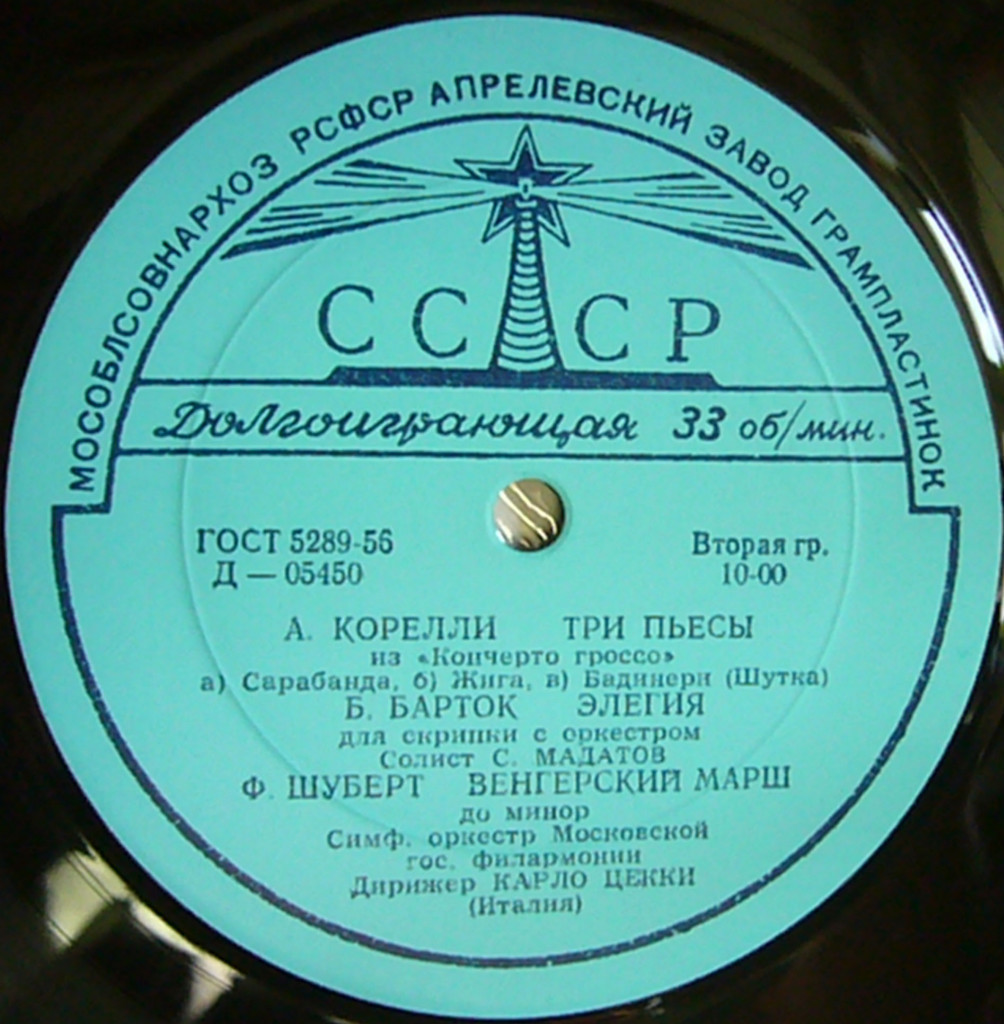 МОСОБЛСОВНАРХОЗ РСФСР АПРЕЛЕВСКИЙ ЗАВОД ГРАМПЛАСТИНОК
СССР
Долгоиграющая 33 об/мин.
ГОСТ 5289-56
Д — 05450
Вторая гр.
10-00
А. КОРЕЛЛИ ТРИ ПЬЕСЫ
из «Кончерто гроссо»
а) Сарабанда, б) Жига, в) Бадинери (Шутка)
Б. БАРТОК ЭЛЕГИЯ
для скрипки с оркестром
Солист С. МАДАТОВ
Ф. ШУБЕРТ ВЕНГЕРСКИЙ МАРШ
до минор
Симф. оркестр Московской
гос. филармонии
Дирижер КАРЛО ЦЕККИ
(Италия)